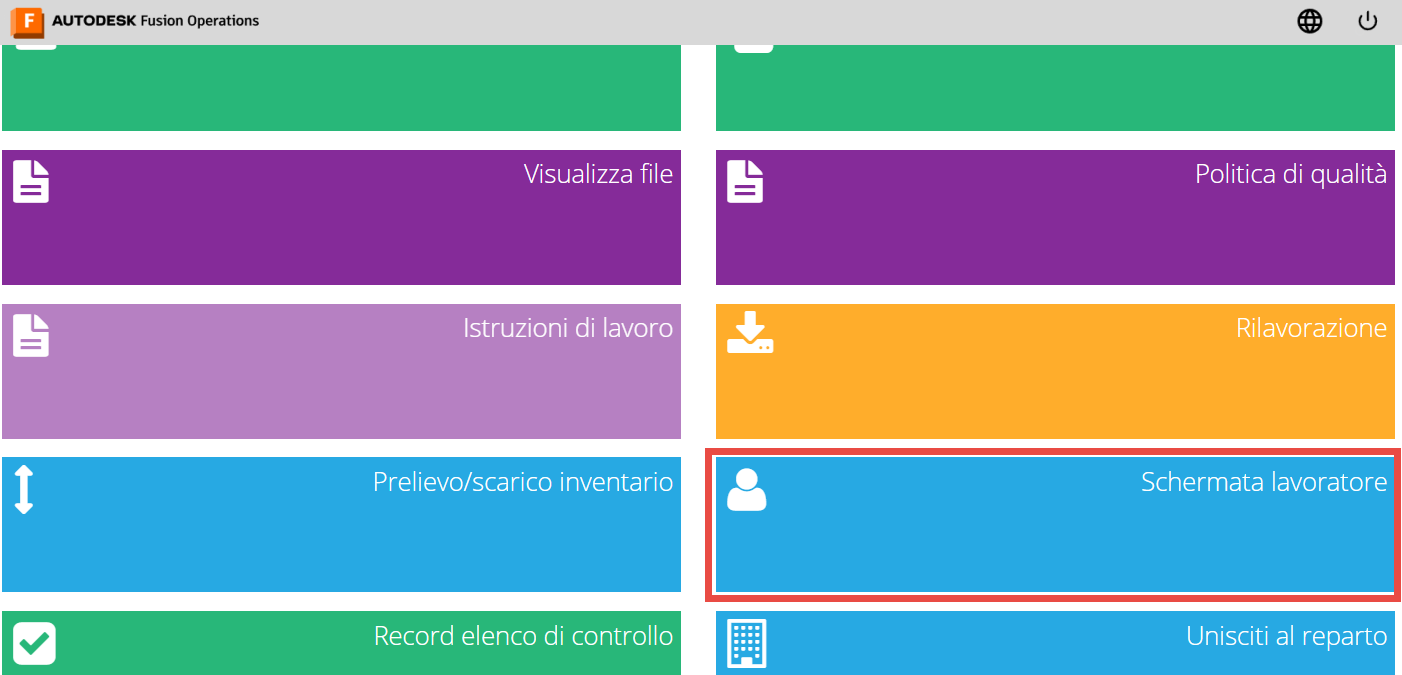 AUTODESK Fusion Operations
Visualizza file
Politica di qualità
Istruzioni di lavoro
Rilavorazione
Prelievo/scarico inventario
Schermata lavoratore
Record elenco di controllo
Unisciti al reparto